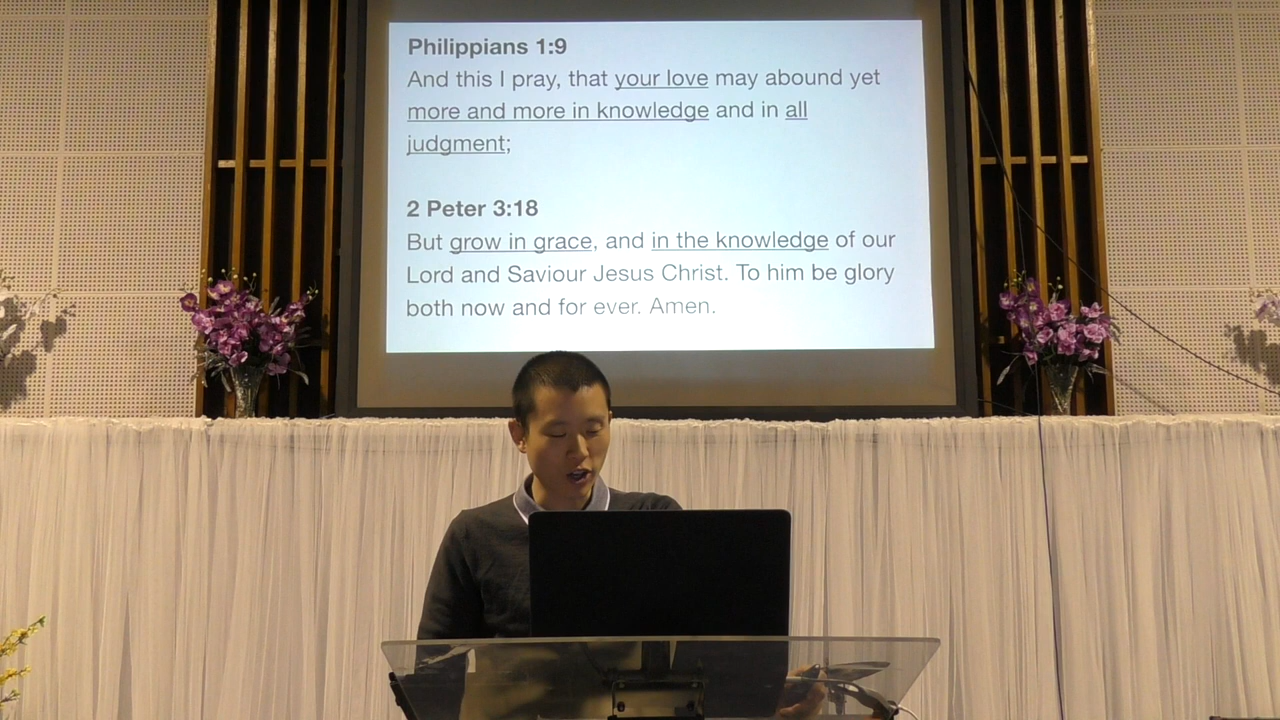 Philippians 1:9
And this I pray, that your love may abound yet
more and more in knowledge and in all
judgment;
2 Peter 3:18
But grow in grace, and in the knowledge of our
Lord and Saviour Jesus Christ. To him be glory
both now and for ever. Amen.